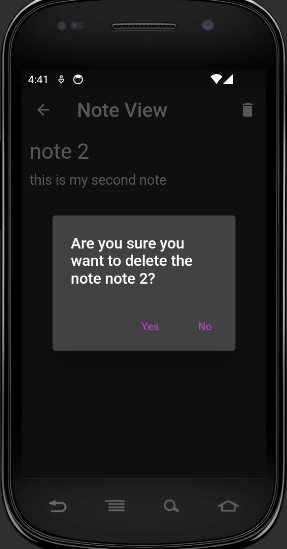 4:41
Note View
note 2
this is my second note
Are you sure you
want to delete the
note note 2?
Yes No